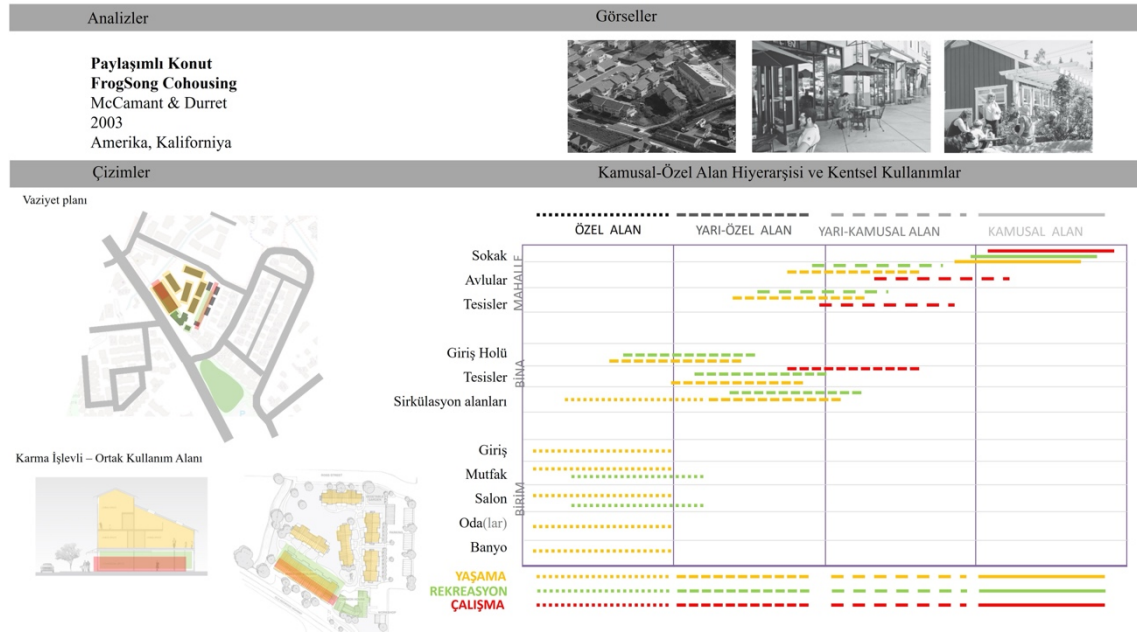 Analizler
Görseller
Paylaşımlı Konut
FrogSong Cohousing
McCamant & Durret
2003
Amerika, Kaliforniya
Çizimler
Kamusal-Özel Alan Hiyerarşisi ve Kentsel Kullanımlar
Vaziyet planı
Karma İşlevli – Ortak Kullanım Alanı
ÖZEL ALAN
YARI-ÖZEL ALAN
YARI-KAMUSAL ALAN
KAMUSAL ALAN
MAHALLE
Sokak
Avlular
Tesisler
BİNA
Giriş Holü
Tesisler
Sirkülasyon alanları
BİRİM
Giriş
Mutfak
Salon
Oda(lar)
Banyo
YAŞAMA
REKREASYON
ÇALIŞMA